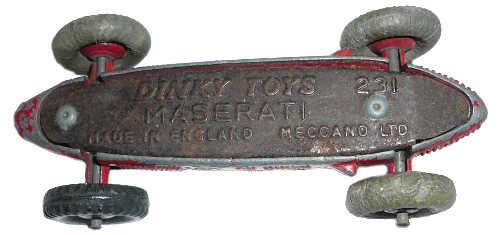 DINKY TOYS 231
MASERATI
MADE IN ENGLAND MECCANO LTD